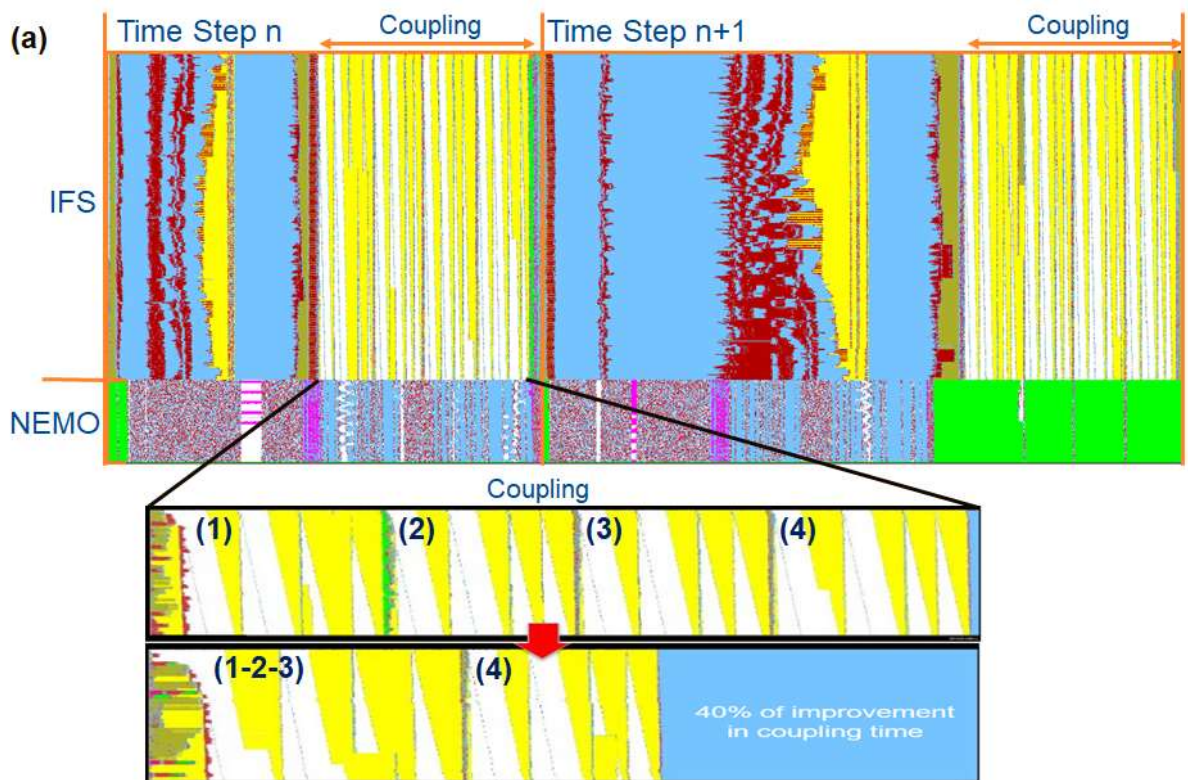 (a)
Time Step n
Coupling
Time Step n+1
Coupling
IFS
NEMO
Coupling
(1)
(2)
(3)
(4)
(1-2-3)
(4)
40% of improvement
in coupling time